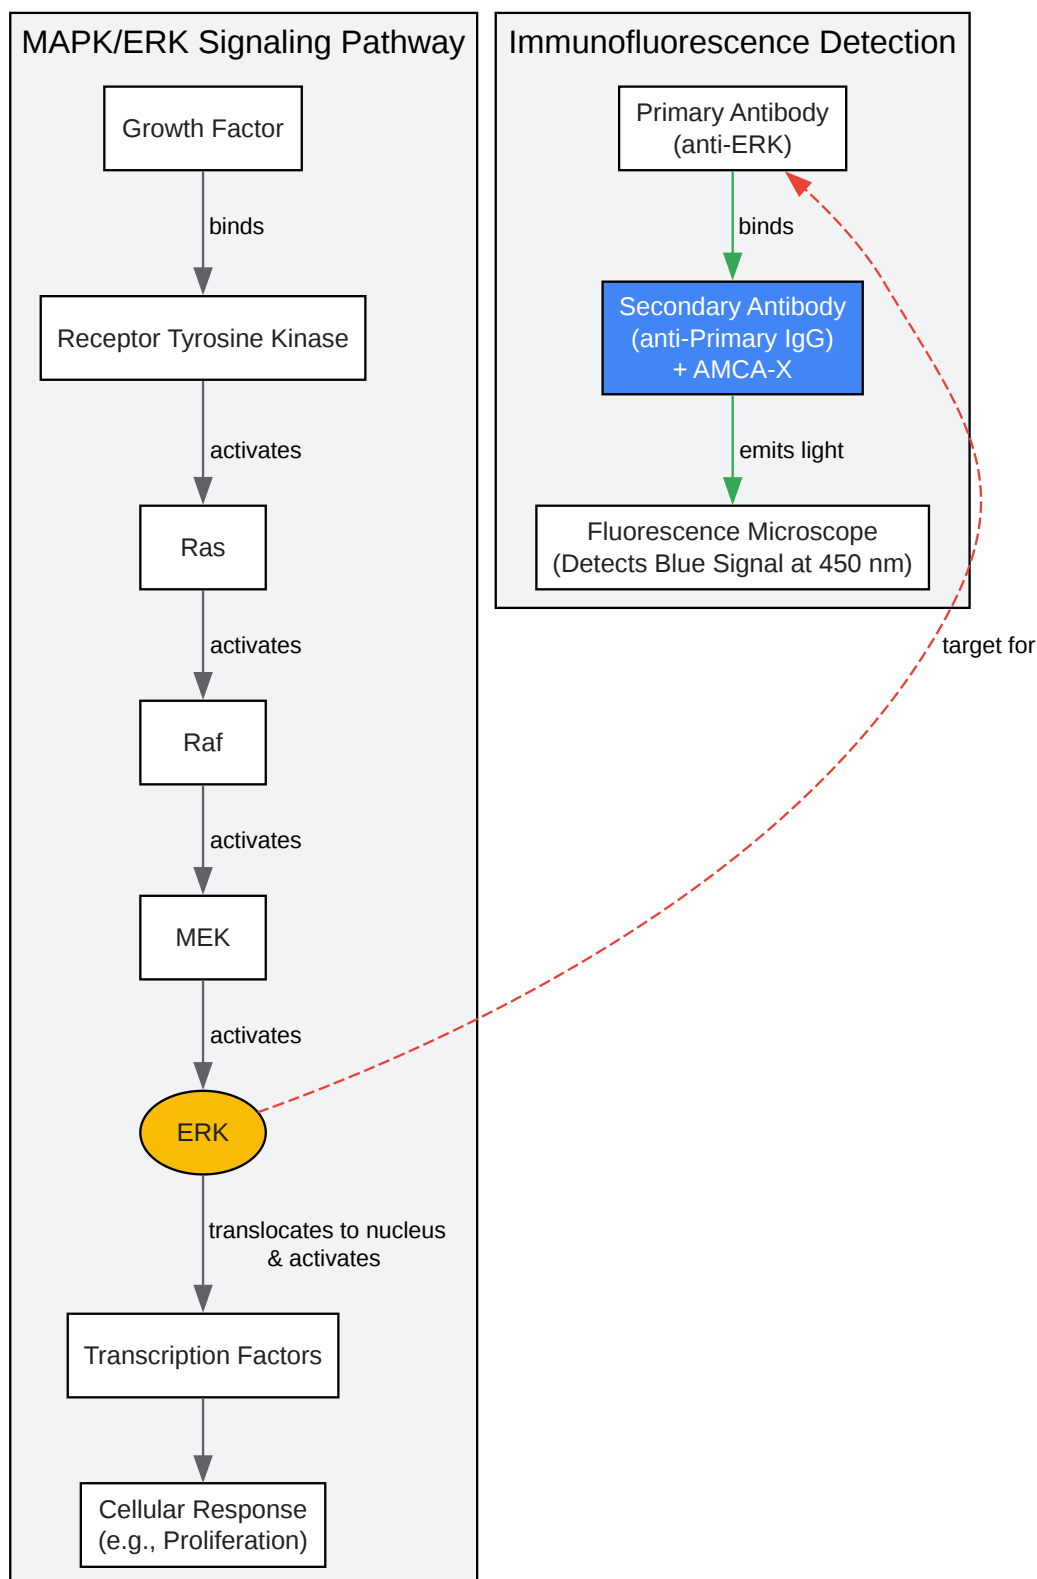 MAPK/ERK Signaling Pathway
Growth Factor
binds
Receptor Tyrosine Kinase
activates
Ras
activates
Raf
activates
MEK
activates
ERK
translocates to nucleus
& activates
Transcription Factors
Cellular Response
(e.g., Proliferation)
Immunofluorescence Detection
Primary Antibody
(anti-ERK)
binds
Secondary Antibody
(anti-Primary IgG)
+ AMCA-X
emits light
Fluorescence Microscope
(Detects Blue Signal at 450 nm)
target for